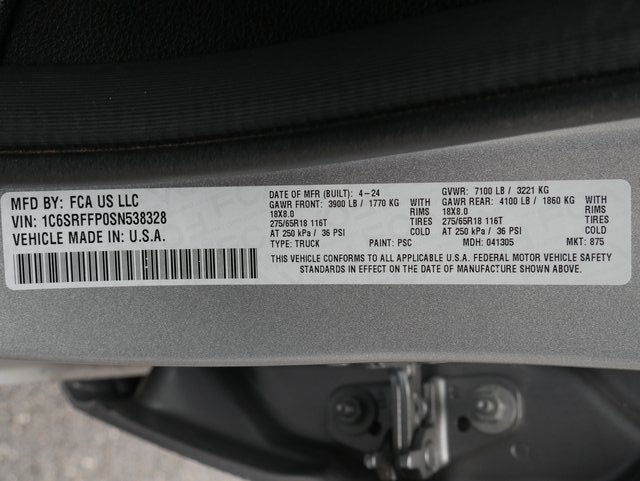 MFD BY: FCA US LLC
VIN: 1C6SRFFP0SN538328
VEHICLE MADE IN: U.S.A.
DATE OF MFR (BUILT): 4-24 GVWR: 7100 LB / 3221 KG
GAWR FRONT: 3900 LB / 1770 KG GAWR REAR: 4100 LB / 1860 KG
18X8.0 RIMS 18X8.0 RIMS
275/65R18 116T TIRES 275/65R18 116T TIRES
AT 250 kPa / 36 PSI COLD AT 250 kPa / 36 PSI COLD
TYPE: TRUCK PAINT: PSC MDH: 041305 MKT: 875
THIS VEHICLE CONFORMS TO ALL APPLICABLE U.S.A. FEDERAL MOTOR VEHICLE SAFETY
STANDARDS IN EFFECT ON THE DATE OF MANUFACTURE SHOWN ABOVE.